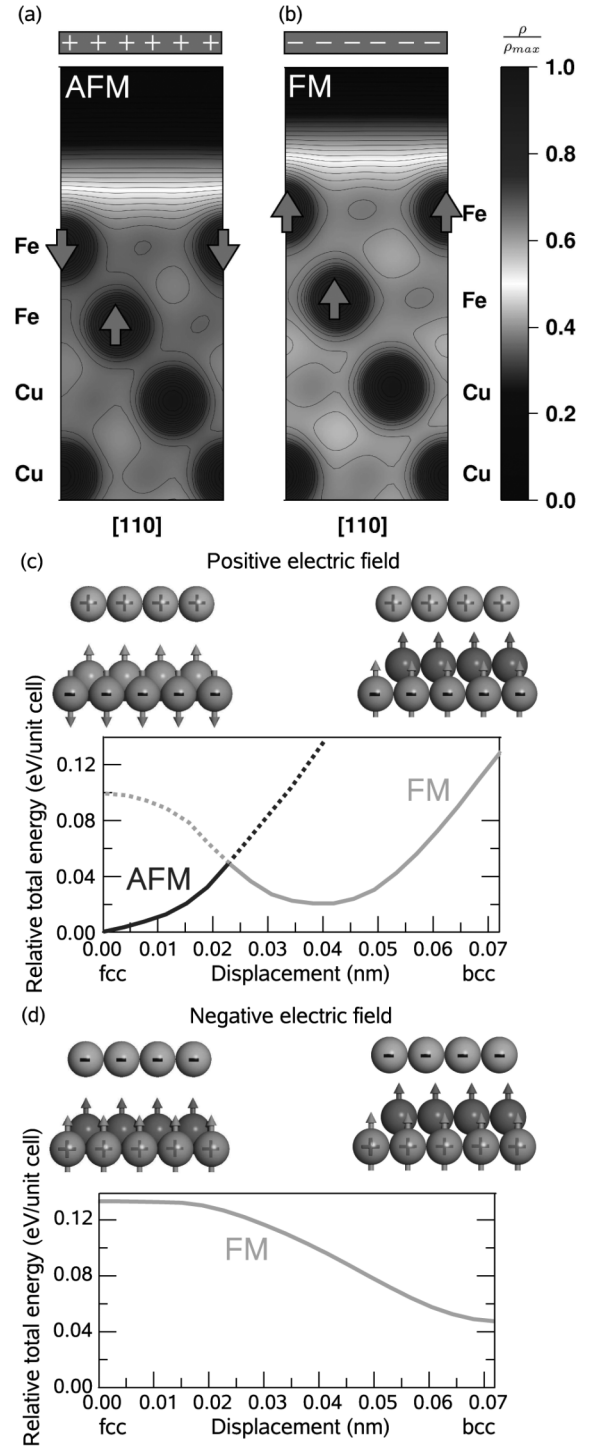 (a)
(b)
+ + + + + +
− − − − − −
ρ
ρmax
AFM
FM
1.0
0.8
0.6
0.4
0.2
0.0
Fe
Fe
Cu
Cu
Fe
Fe
Cu
Cu
[110]
[110]
(c) Positive electric field
+ + + +
+ + + +
- - - - -
- - - - -
Relative total energy (eV/unit cell)
0.12
0.08
0.04
0.00
AFM
FM
0.00 0.01 0.02 0.03 0.04 0.05 0.06 0.07
fcc Displacement (nm) bcc
(d) Negative electric field
- - - -
- - - -
+ + + + +
+ + + + +
Relative total energy (eV/unit cell)
0.12
0.08
0.04
0.00
FM
0.00 0.01 0.02 0.03 0.04 0.05 0.06 0.07
fcc Displacement (nm) bcc